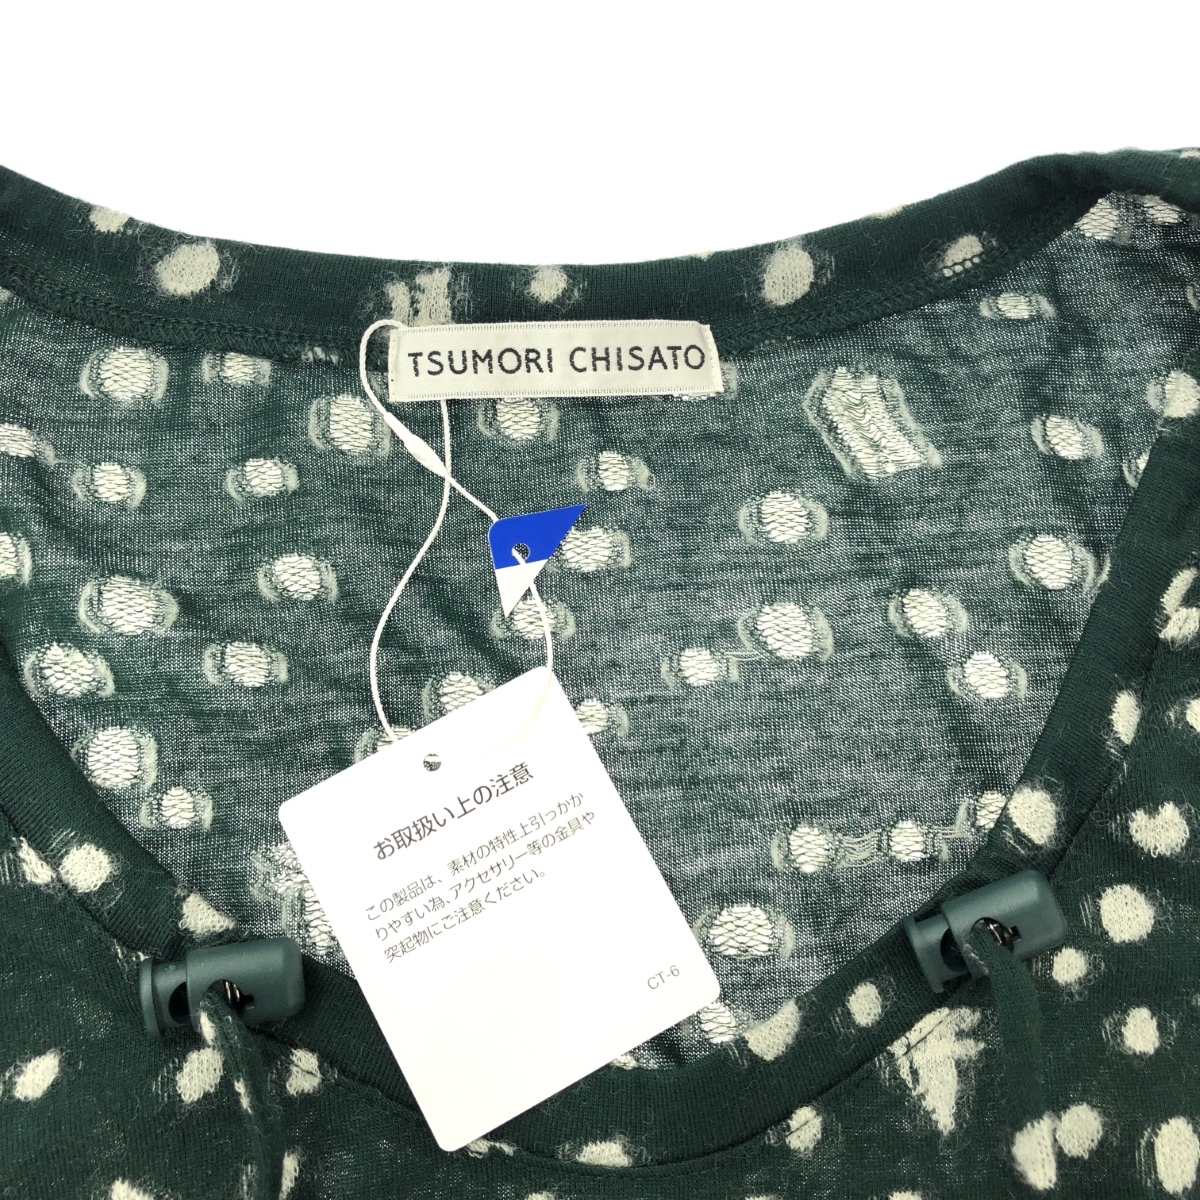 TSUMORI CHISATO
お取扱い上の注意
この製品は、素材の特性上引っかか
りやすい為、アクセサリー等の金具や
突起物にご注意ください。
CT-6